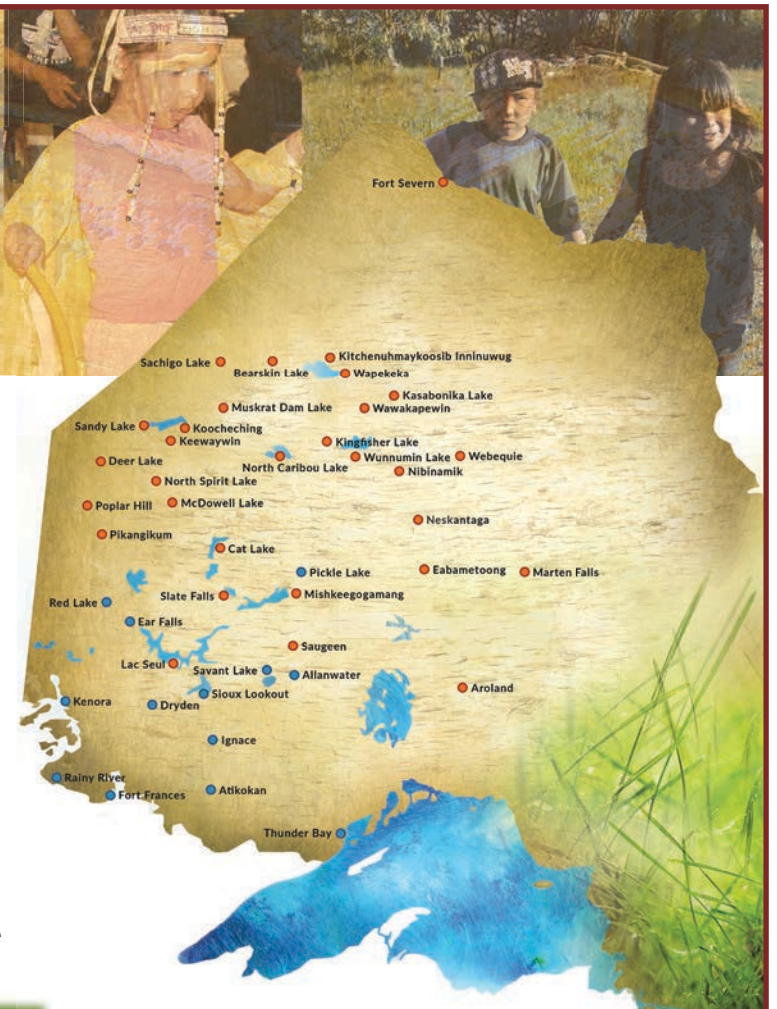 Fort Severn
Kitchenuhmaykoosib Inninuwug
Sachigo Lake
Bearskin Lake
Wapekeka
Kasabonika Lake
Muskrat Dam Lake
Wawakapewin
Sandy Lake
Koocheching
Keewaywin
Kingfisher Lake
Wunnumin Lake
Webequie
Deer Lake
North Caribou Lake
Nibinamik
North Spirit Lake
Poplar Hill
McDowell Lake
Neskantaga
Pikangikum
Cat Lake
Pickle Lake
Eabametoong
Marten Falls
Slate Falls
Mishkeegogamang
Red Lake
Ear Falls
Saugeen
Lac Seul
Savant Lake
Allanwater
Aroland
Sioux Lookout
Kenora
Dryden
Ignace
Rainy River
Fort Frances
Atikokan
Thunder Bay